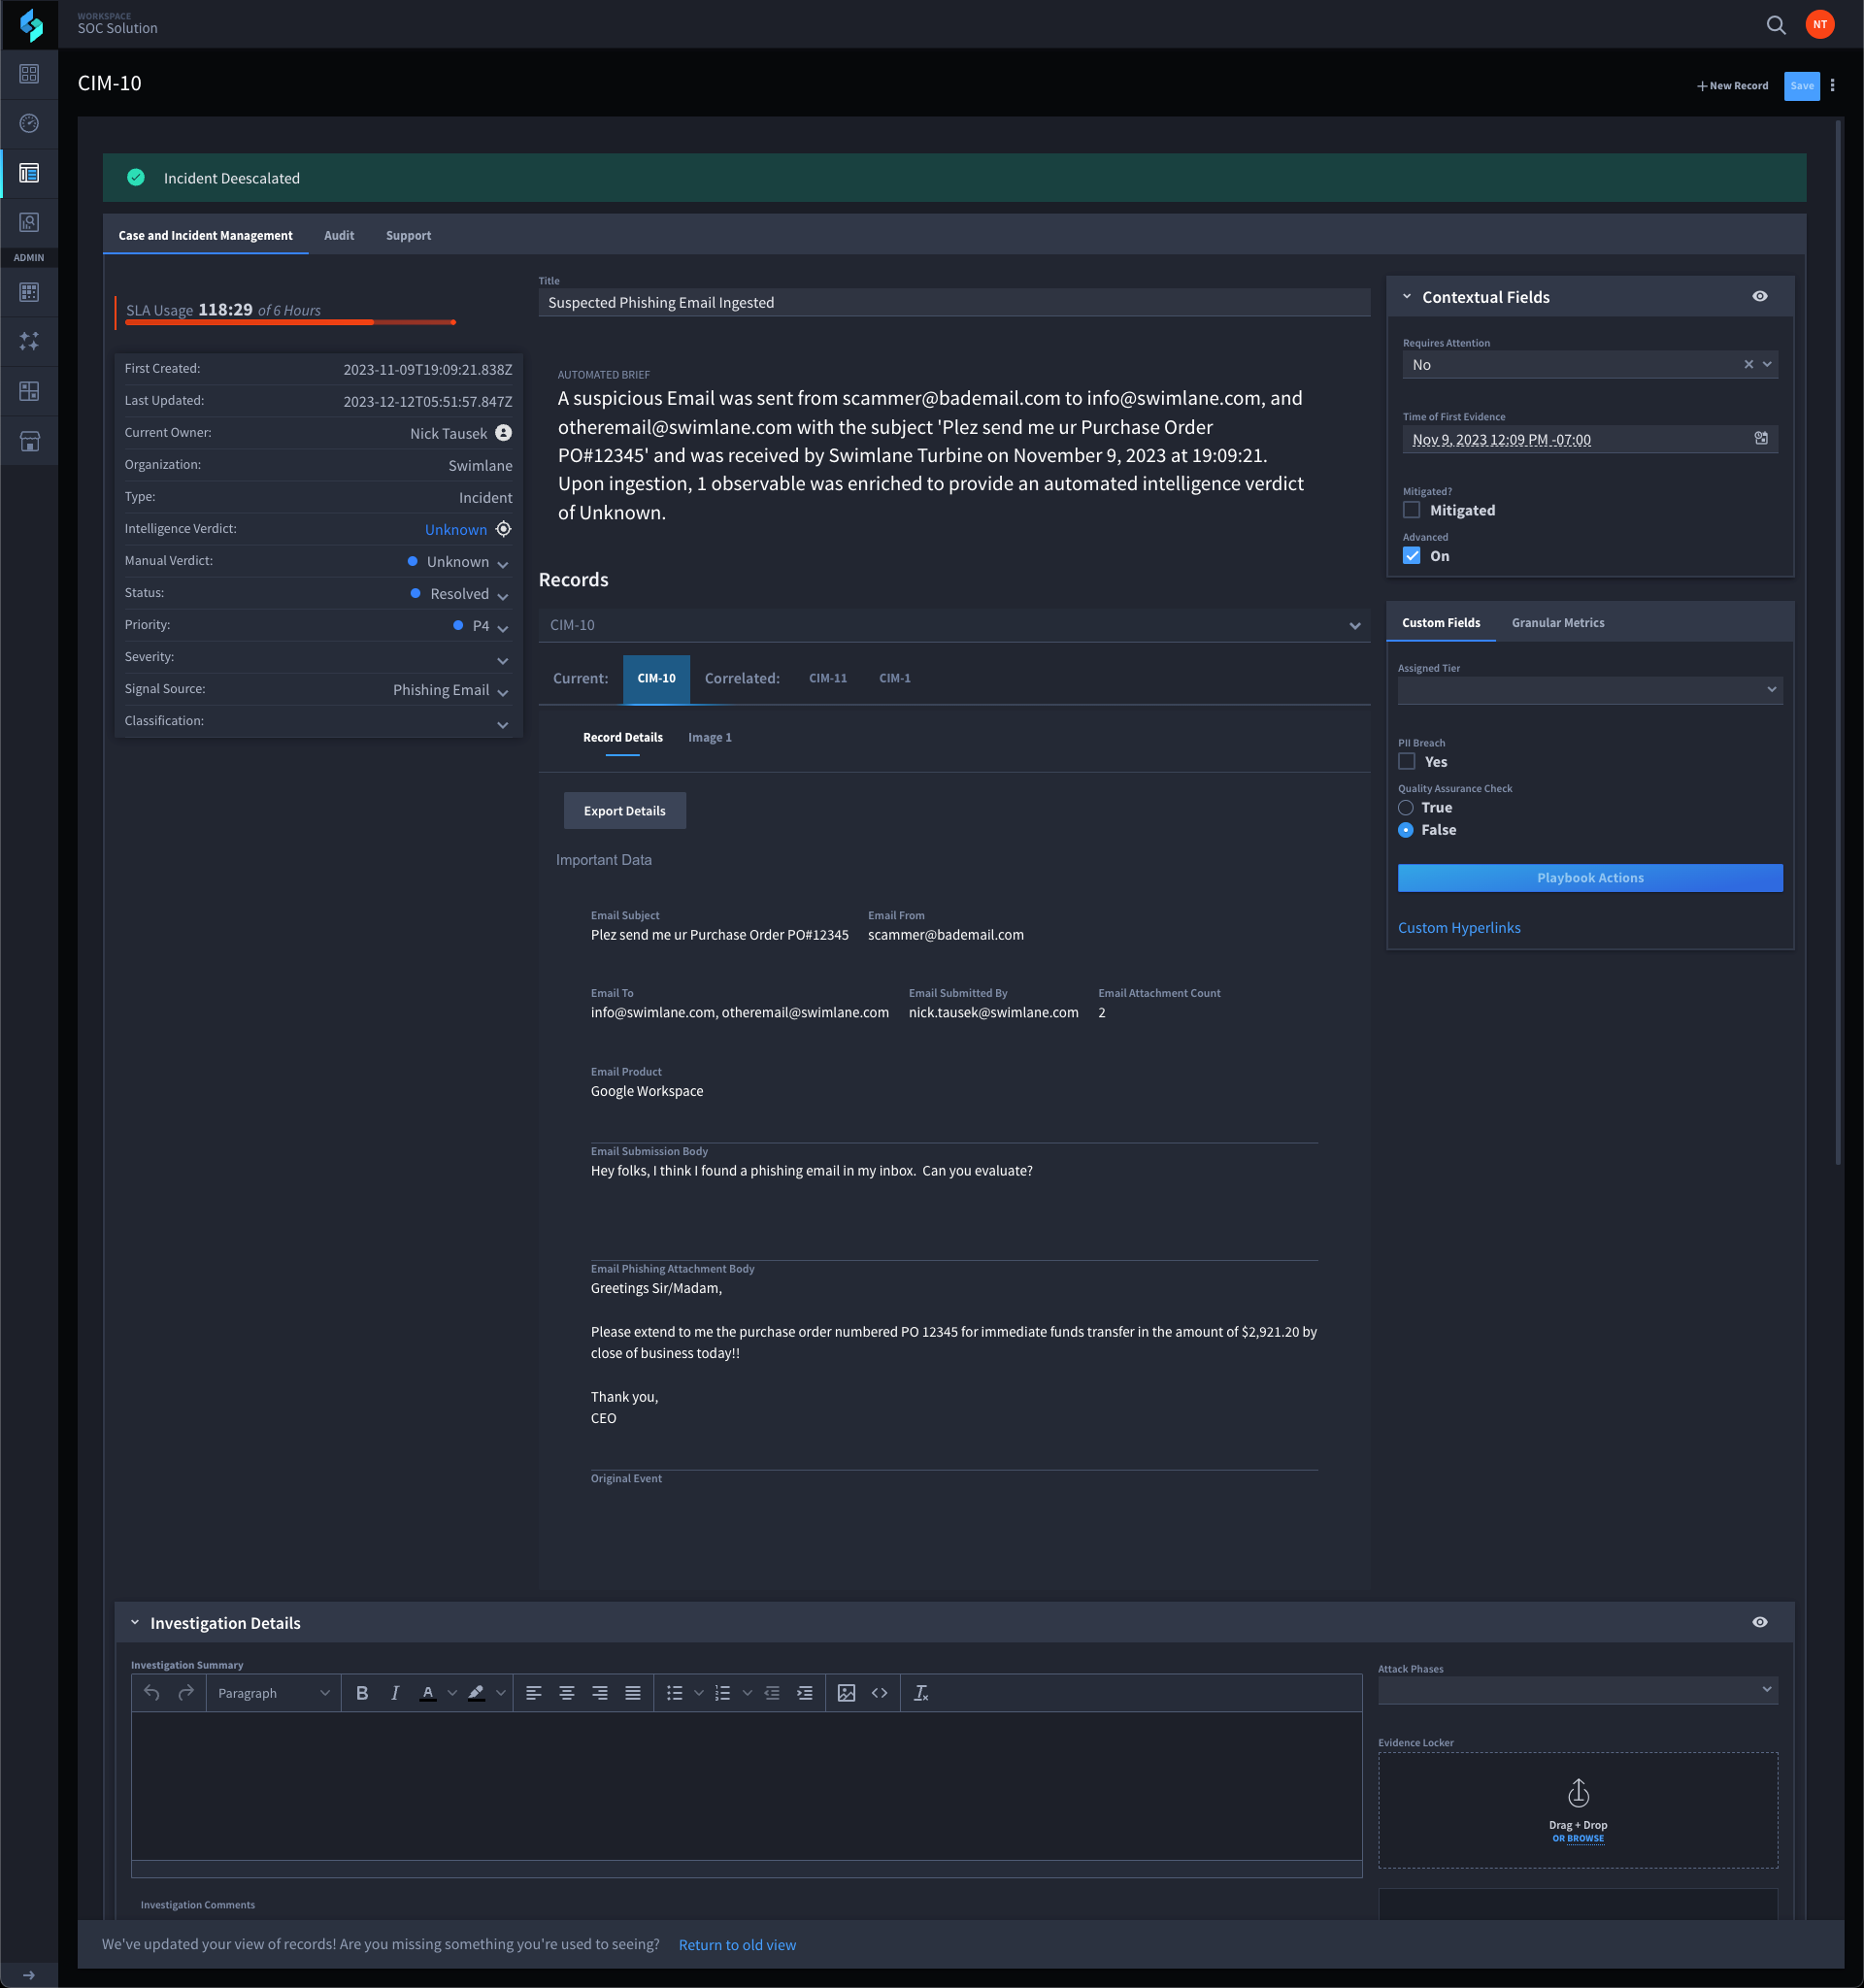 WORKSPACE
SOC Solution
NT
CIM-10
New Record
Save
Incident Deescalated
ADMIN
Case and Incident Management Audit Support
SLA Usage 118:29 of 6 Hours
First Created: 2023-11-09T19:09:21.838Z
Last Updated: 2023-12-12T05:51:57.847Z
Current Owner: Nick Tausek
Organization: Swimlane
Type: Incident
Intelligence Verdict: Unknown
Manual Verdict: Unknown
Status: Resolved
Priority: P4
Severity:
Signal Source: Phishing Email
Classification:
Title
Suspected Phishing Email Ingested
AUTOMATED BRIEF
A suspicious Email was sent from scammer@bademail.com to info@swimlane.com, and
otheremail@swimlane.com with the subject 'Plez send me ur Purchase Order
PO#12345' and was received by Swimlane Turbine on November 9, 2023 at 19:09:21.
Upon ingestion, 1 observable was enriched to provide an automated intelligence verdict
of Unknown.
Records
CIM-10
Current: CIM-10 Correlated: CIM-11 CIM-1
Record Details Image 1
Export Details
Important Data
Email Subject Email From
Plez send me ur Purchase Order PO#12345 scammer@bademail.com
Email To Email Submitted By Email Attachment Count
info@swimlane.com, otheremail@swimlane.com nick.tausek@swimlane.com 2
Email Product
Google Workspace
Email Submission Body
Hey folks, I think I found a phishing email in my inbox.  Can you evaluate?
Email Phishing Attachment Body
Greetings Sir/Madam,
Please extend to me the purchase order numbered PO 12345 for immediate funds transfer in the amount of $2,921.20 by
close of business today!!
Thank you,
CEO
Original Event
Contextual Fields
Requires Attention
No
Time of First Evidence
Nov 9, 2023 12:09 PM -07:00
Mitigated?
Mitigated
Advanced
On
Custom Fields Granular Metrics
Assigned Tier
PII Breach
Yes
Quality Assurance Check
True
False
Playbook Actions
Custom Hyperlinks
Investigation Details
Investigation Summary
Paragraph
Attack Phases
Evidence Locker
Drag + Drop
OR BROWSE
Investigation Comments
We've updated your view of records! Are you missing something you're used to seeing? Return to old view